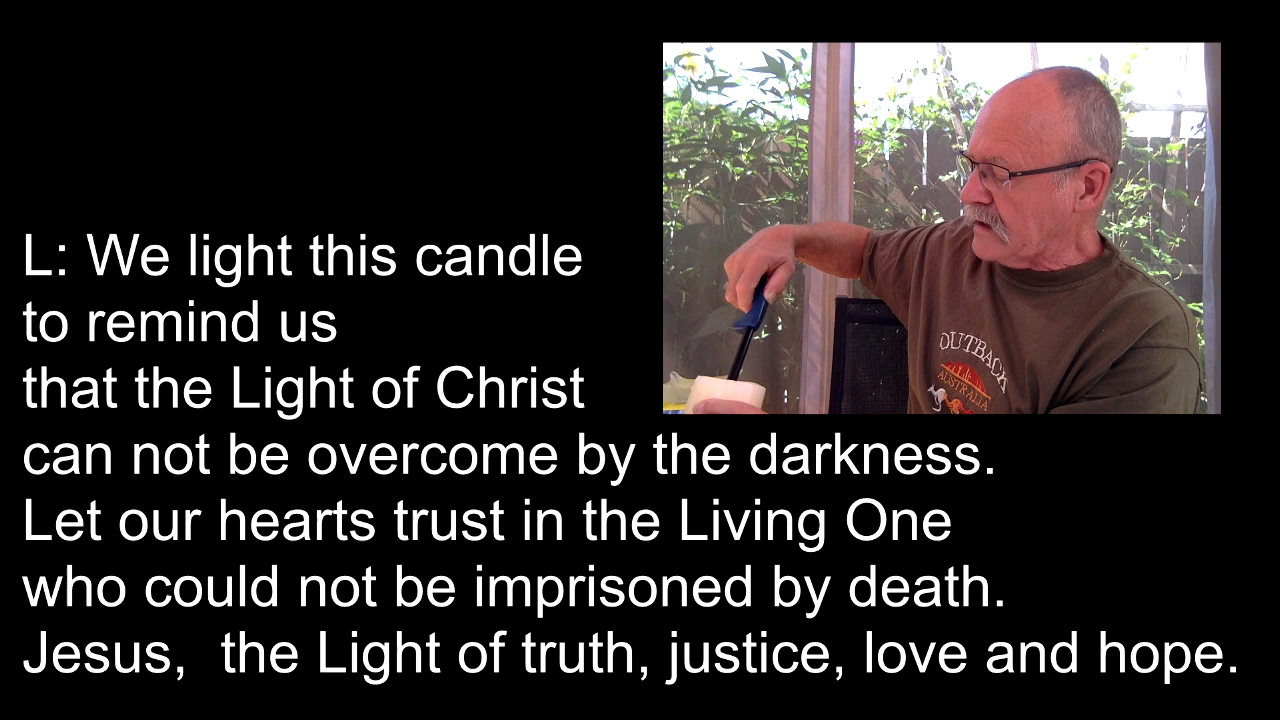 L: We light this candle
to remind us
that the Light of Christ
can not be overcome by the darkness.
Let our hearts trust in the Living One
who could not be imprisoned by death.
Jesus,  the Light of truth, justice, love and hope.
OUTBACK
AUSTRALIA